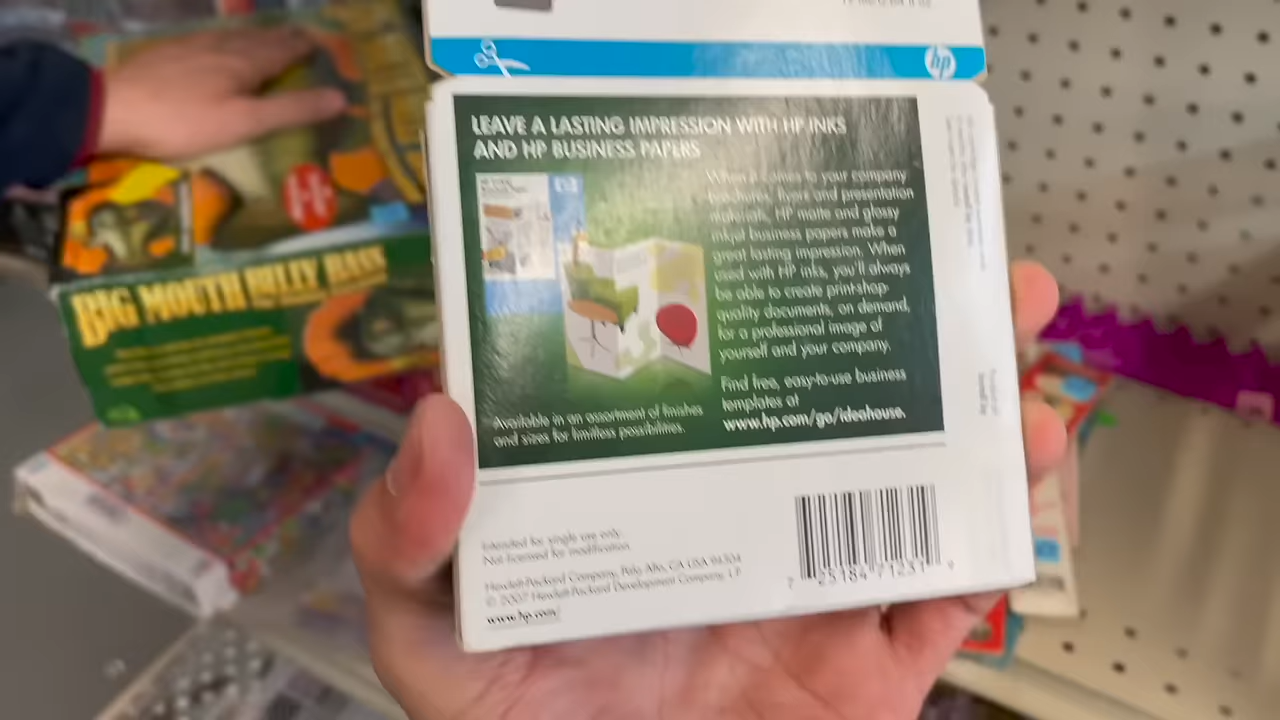 hp
LEAVE A LASTING IMPRESSION WITH HP INKS
AND HP BUSINESS PAPERS
When it comes to your company
brochures, flyers and presentation
materials, HP matte and glossy
inkjet business papers make a
great lasting impression. When
used with HP inks, you'll always
be able to create print-shop-
quality documents, on demand,
for a professional image of
yourself and your company.
Find free, easy-to-use business
templates at
www.hp.com/go/ideahouse.
Available in an assortment of finishes
and sizes for limitless possibilities.
BIG MOUTH BILLY BASS
Intended for single use only.
Not licensed for modification.
Hewlett-Packard Company, Palo Alto, CA USA 94304
© 2007 Hewlett-Packard Development Company, L.P.
www.hp.com/